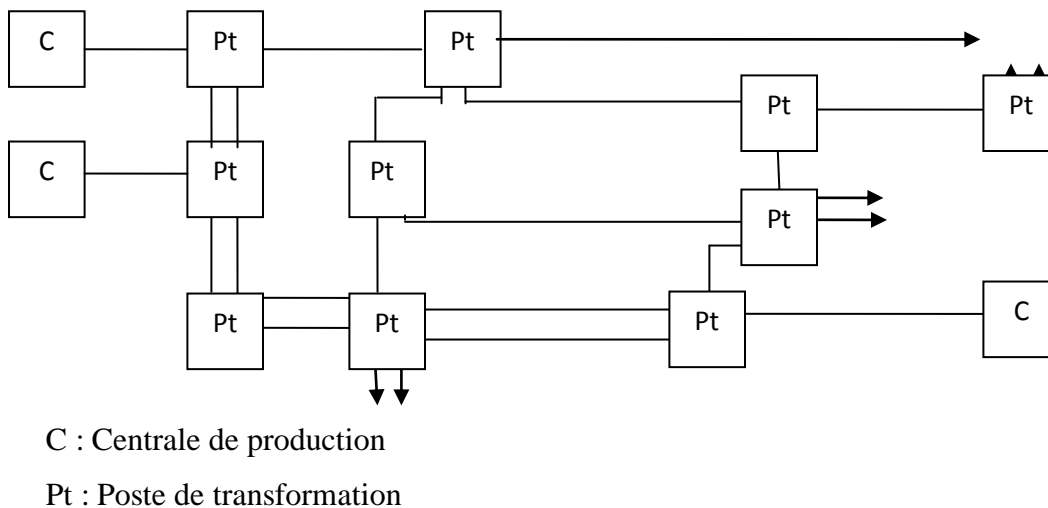 C Pt Pt
Pt Pt
C Pt Pt
Pt
Pt Pt Pt C
C : Centrale de production
Pt : Poste de transformation